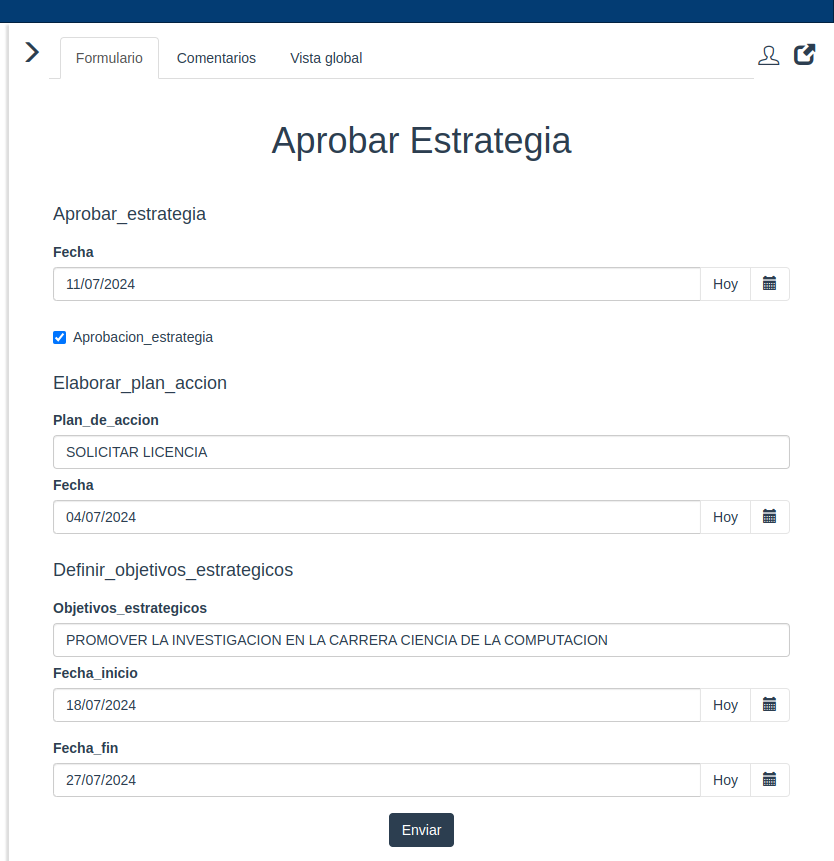 Formulario Comentarios Vista global
Aprobar Estrategia
Aprobar_estrategia
Fecha
11/07/2024 Hoy
Aprobacion_estrategia
Elaborar_plan_accion
Plan_de_accion
SOLICITAR LICENCIA
Fecha
04/07/2024 Hoy
Definir_objetivos_estrategicos
Objetivos_estrategicos
PROMOVER LA INVESTIGACION EN LA CARRERA CIENCIA DE LA COMPUTACION
Fecha_inicio
18/07/2024 Hoy
Fecha_fin
27/07/2024 Hoy
Enviar